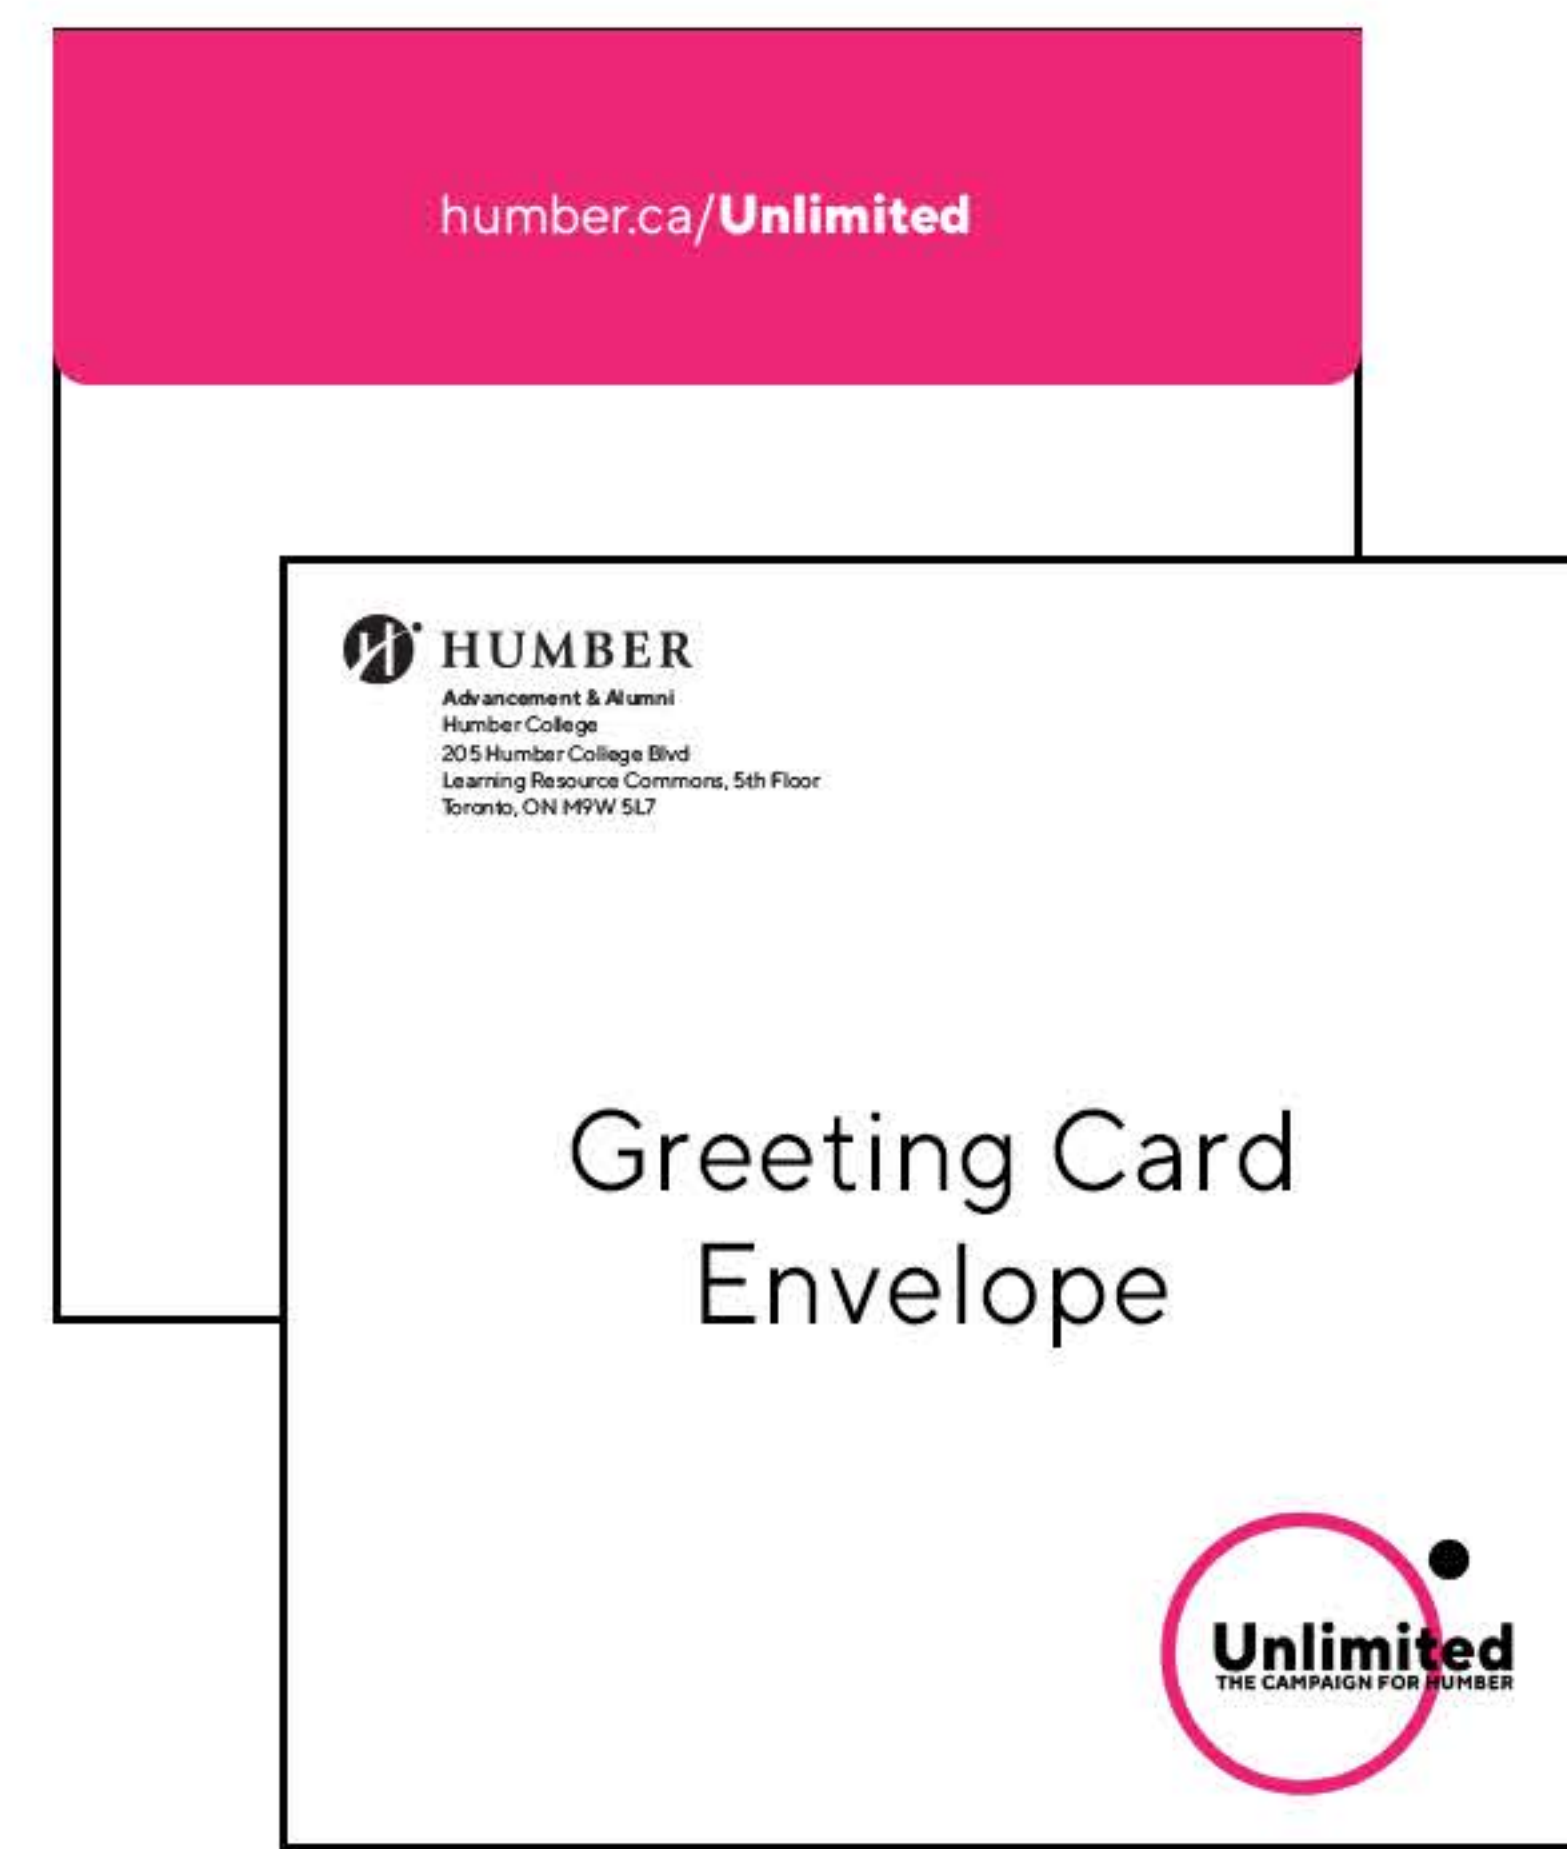 humber.ca/Unlimited
HUMBER
Advancement & Alumni
Humber College
205 Humber College Blvd
Learning Resource Commons, 5th Floor
Toronto, ON M9W 5L7
Greeting Card
Envelope
Unlimited
THE CAMPAIGN FOR HUMBER